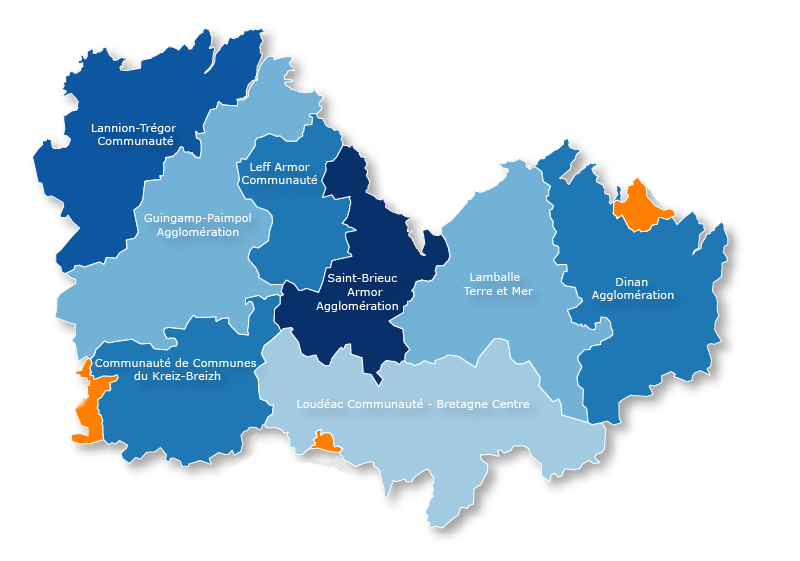 Lannion-Trégor
Communauté
Leff Armor
Communauté
Guingamp-Paimpol
Agglomération
Saint-Brieuc
Armor
Agglomération
Lamballe
Terre et Mer
Dinan
Agglomération
Communauté de Communes
du Kreiz-Breizh
Loudéac Communauté - Bretagne Centre